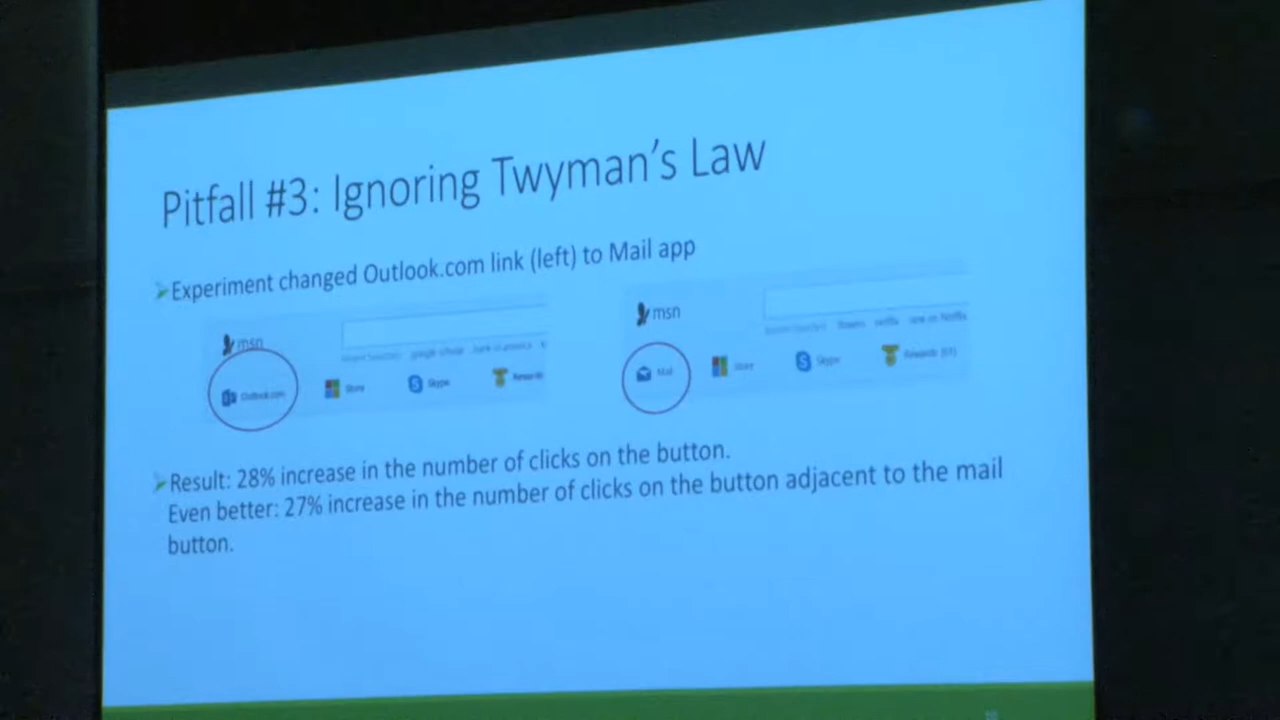 Pitfall #3: Ignoring Twyman's Law
Experiment changed Outlook.com link (left) to Mail app
msn
msn
Outlook.com Store Skype Rewards
Mail Store Skype Rewards
Result: 28% increase in the number of clicks on the button.
Even better: 27% increase in the number of clicks on the button adjacent to the mail
button.